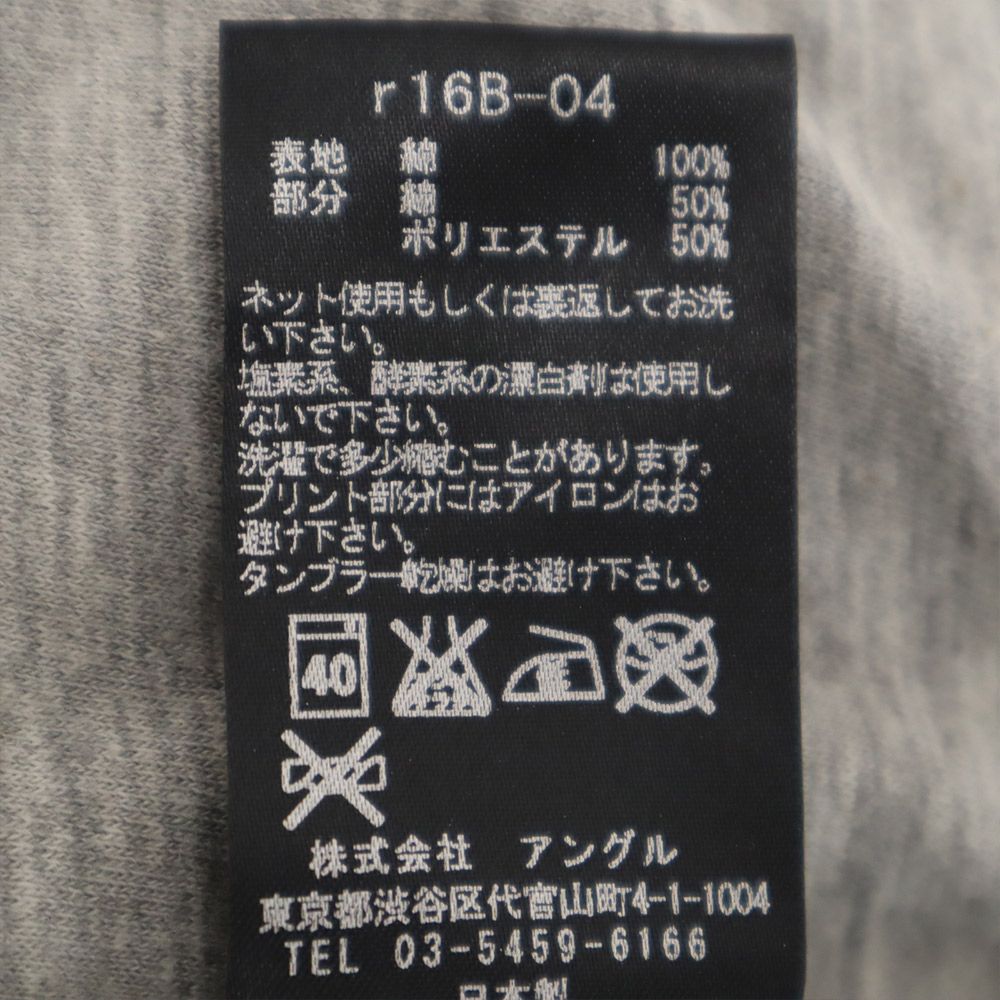 r16B-04
表地 綿 100%
部分 綿 50%
ポリエステル 50%
ネット使用もしくは裏返してお洗
い下さい。
塩素系、酵素系の漂白剤は使用し
ないで下さい。
洗濯で多少縮むことがあります。
プリント部分にはアイロンはお
避け下さい。
タンブラー乾燥はお避け下さい。
40
株式会社 アングル
東京都渋谷区代官山町4-1-1004
TEL 03-5459-6166
日本製